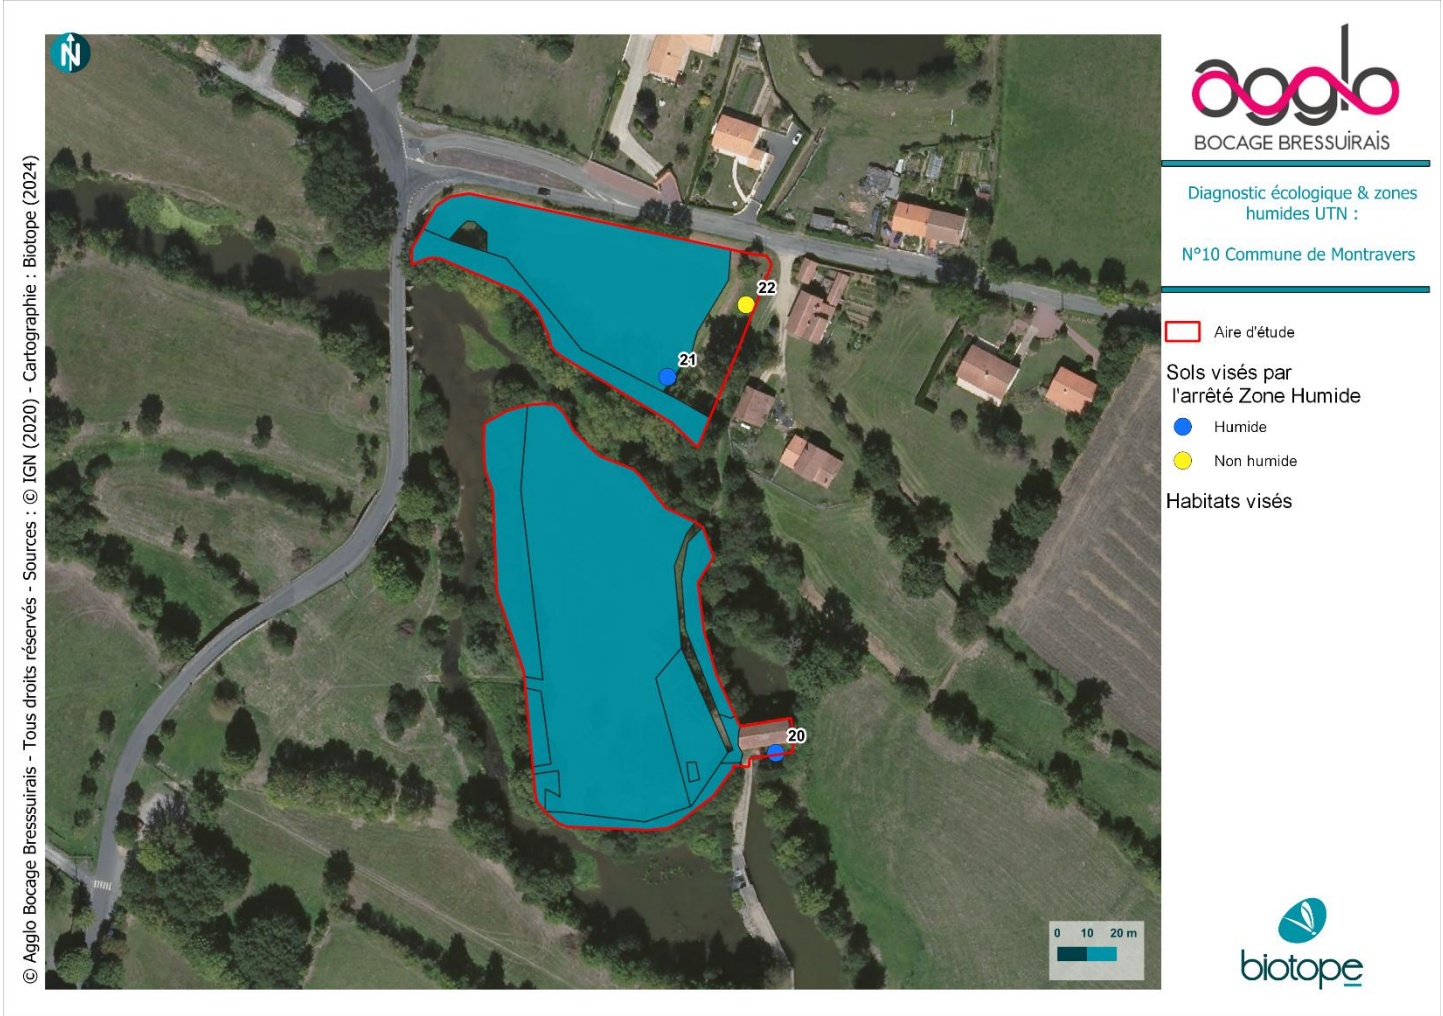 N
© Agglo Bocage Bresssuirais - Tous droits réservés - Sources : © IGN (2020) - Cartographie : Biotope (2024)
22
21
20
0 10 20 m
agglo
BOCAGE BRESSUIRAIS
Diagnostic écologique & zones
humides UTN :
N°10 Commune de Montravers
Aire d'étude
Sols visés par
l'arrêté Zone Humide
Humide
Non humide
Habitats visés
biotope